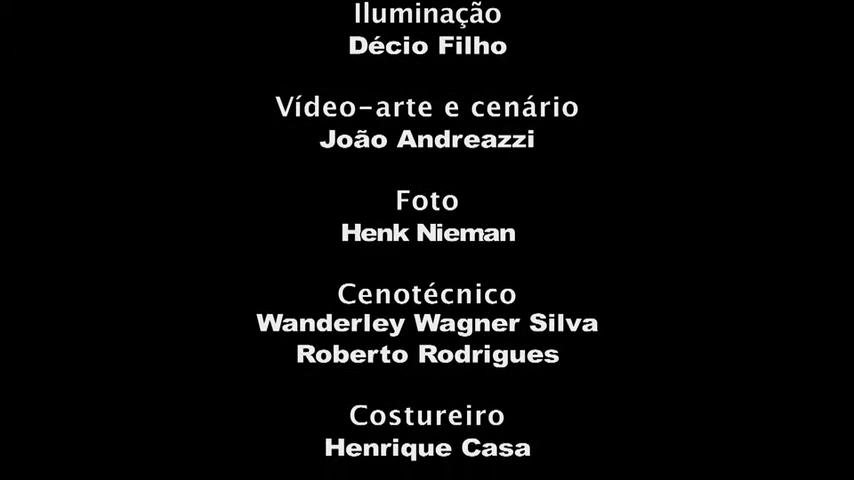 Iluminação
Décio Filho
Vídeo-arte e cenário
João Andreazzi
Foto
Henk Nieman
Cenotécnico
Wanderley Wagner Silva
Roberto Rodrigues
Costureiro
Henrique Casa